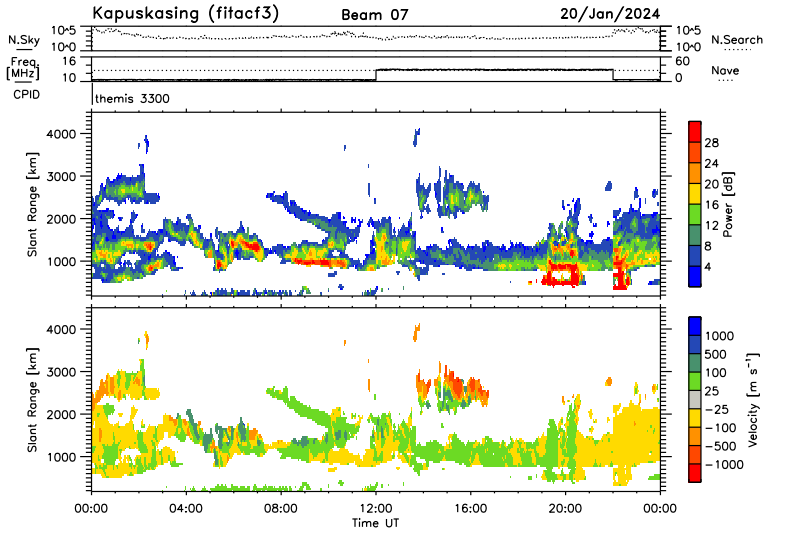 Kapuskasing (fitacf3) Beam 07 20/Jan/2024
N.Sky 10^5 10^0 10^5 10^0 N.Search
Freq. [MHz] 16 10 60 0 Nave
CPID themis 3300
Slant Range [km] 4000 3000 2000 1000
Power [dB] 28 24 20 16 12 8 4
Slant Range [km] 4000 3000 2000 1000
Velocity [m s⁻¹] 1000 500 100 25 −25 −100 −500 −1000
00:00 04:00 08:00 12:00 16:00 20:00 00:00
Time UT